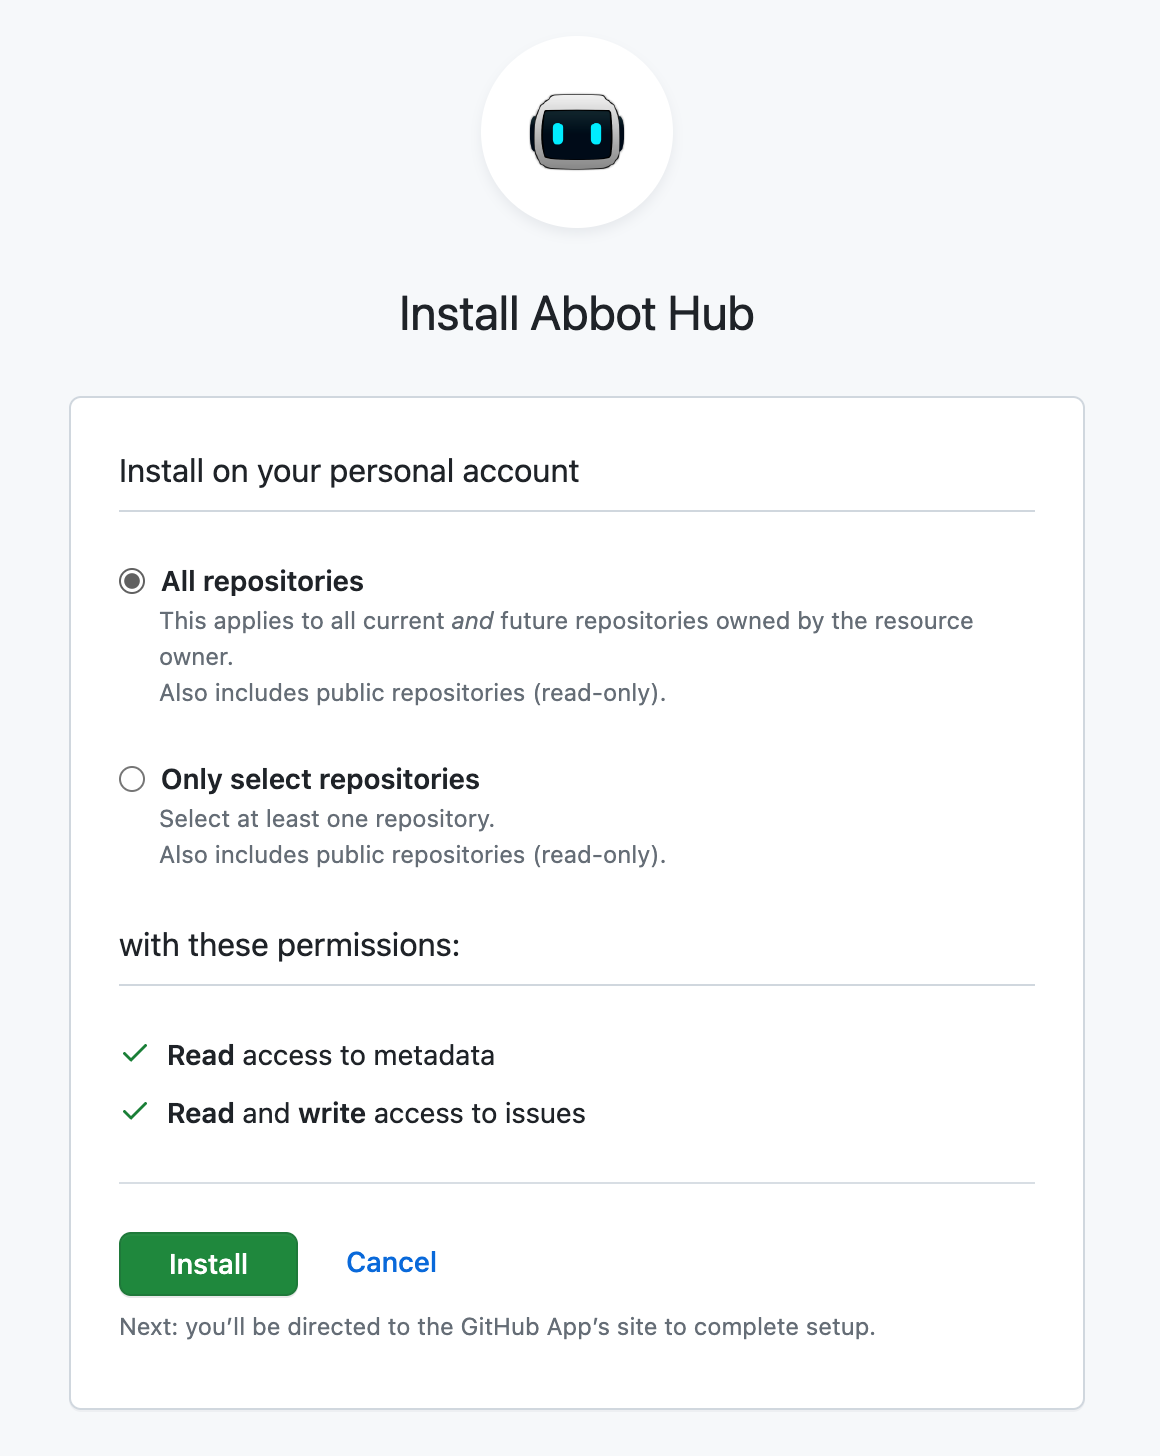 Install Abbot Hub
Install on your personal account
All repositories
This applies to all current and future repositories owned by the resource
owner.
Also includes public repositories (read-only).
Only select repositories
Select at least one repository.
Also includes public repositories (read-only).
with these permissions:
Read access to metadata
Read and write access to issues
Install
Cancel
Next: you’ll be directed to the GitHub App’s site to complete setup.